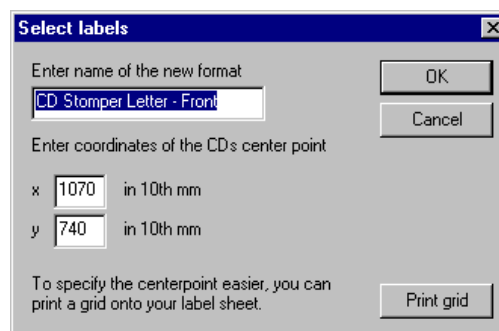 Select labels
Enter name of the new format
OK
CD Stomper Letter - Front
Cancel
Enter coordinates of the CDs center point
x 1070 in 10th mm
y 740 in 10th mm
To specify the centerpoint easier, you can
print a grid onto your label sheet.
Print grid